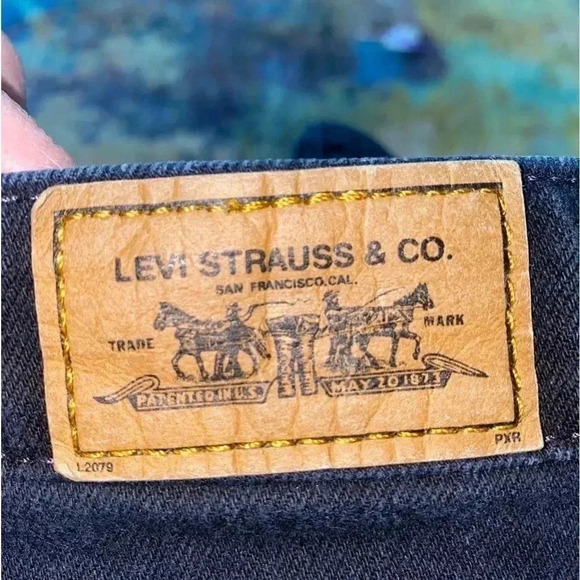 LEVI STRAUSS & CO.
SAN FRANCISCO, CAL.
TRADE MARK
PATENTED IN U.S. MAY 20 1873
L2079 PXR